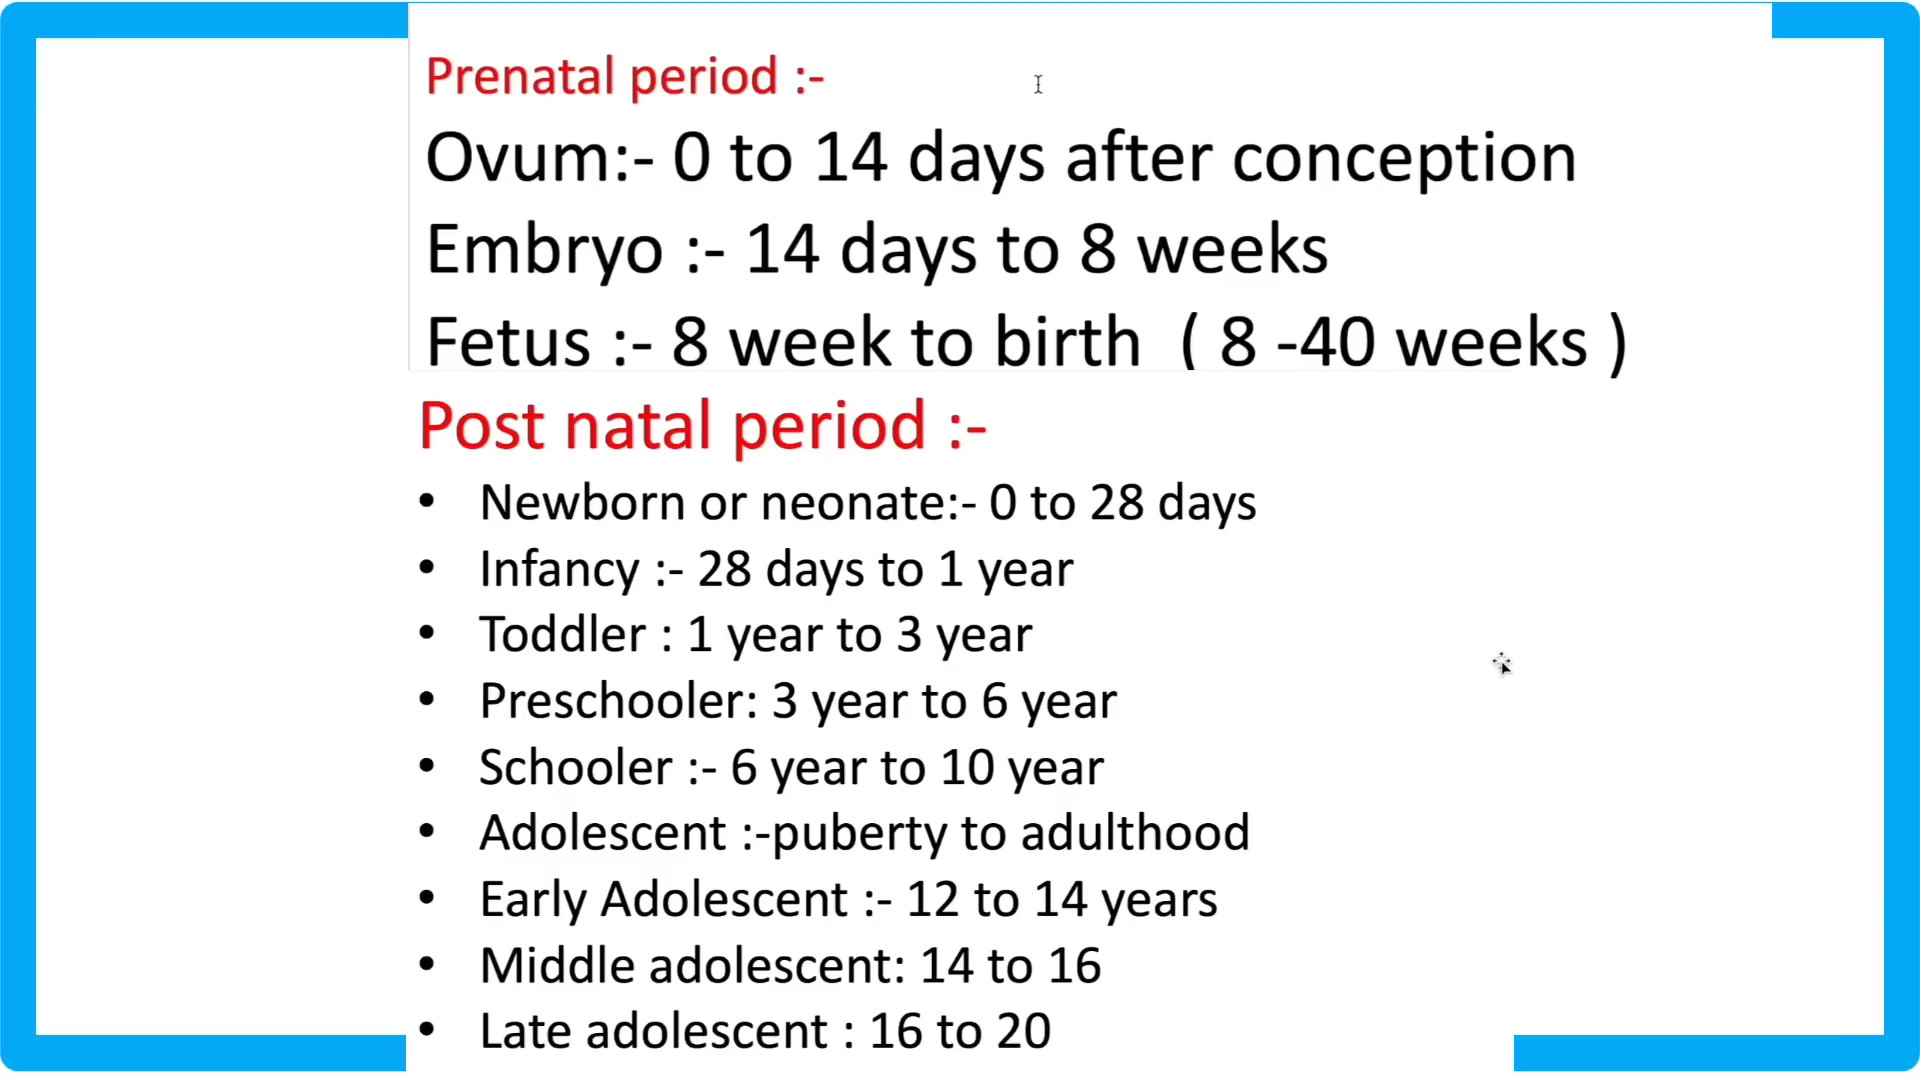 Prenatal period :-
Ovum:- 0 to 14 days after conception
Embryo :- 14 days to 8 weeks
Fetus :- 8 week to birth ( 8 -40 weeks )
Post natal period :-
• Newborn or neonate:- 0 to 28 days
• Infancy :- 28 days to 1 year
• Toddler : 1 year to 3 year
• Preschooler: 3 year to 6 year
• Schooler :- 6 year to 10 year
• Adolescent :-puberty to adulthood
• Early Adolescent :- 12 to 14 years
• Middle adolescent: 14 to 16
• Late adolescent : 16 to 20